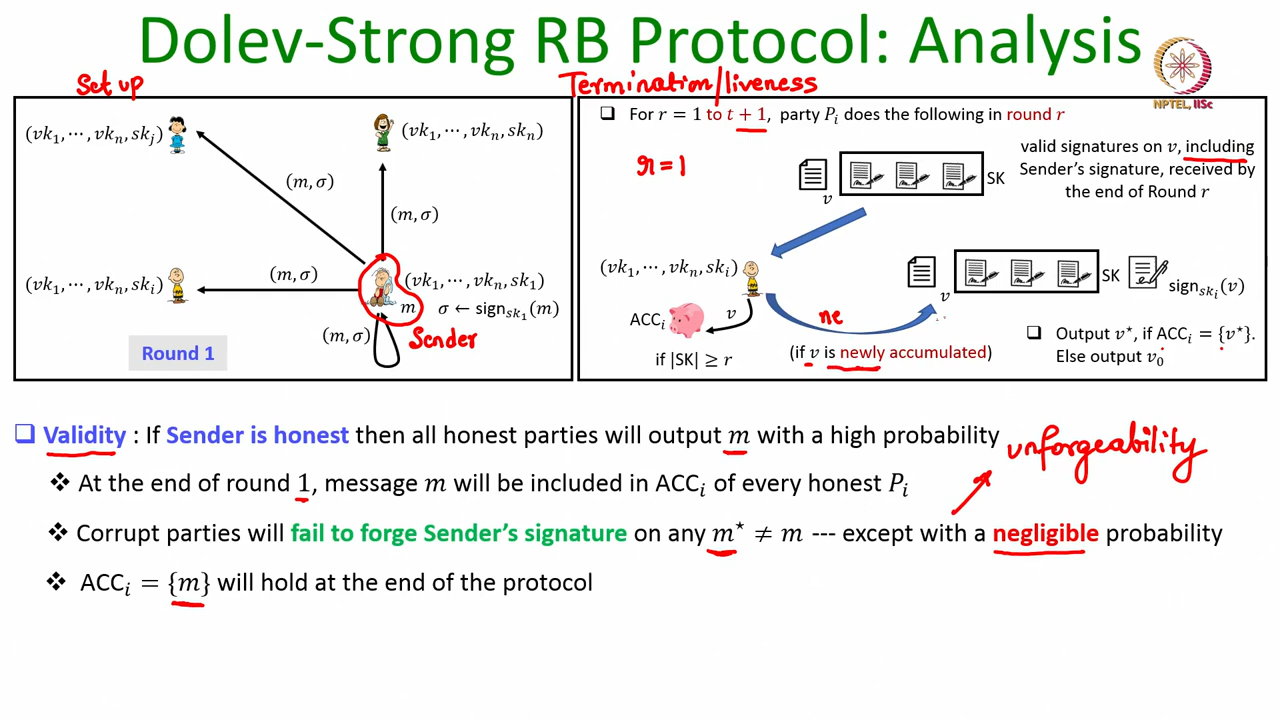 Dolev-Strong RB Protocol: Analysis
NPTEL, IISc
Set up
Termination/liveness
(vk₁, ⋯, vkₙ, skⱼ)
(vk₁, ⋯, vkₙ, skₙ)
(m, σ)
(m, σ)
(vk₁, ⋯, vkₙ, skᵢ)
(m, σ)
(vk₁, ⋯, vkₙ, sk₁)
m σ ← sign_{sk₁}(m)
(m, σ)
Sender
Round 1
❑ For r = 1 to t + 1, party Pᵢ does the following in round r
r = 1
v
SK
valid signatures on v, including
Sender's signature, received by
the end of Round r
(vk₁, ⋯, vkₙ, skᵢ)
v
SK
sign_{skᵢ}(v)
ACCᵢ
v
ne
if |SK| ≥ r
(if v is newly accumulated)
❑ Output v⋆, if ACCᵢ = {v⋆}.
Else output v₀
❑ Validity : If Sender is honest then all honest parties will output m with a high probability
unforgeability
❖ At the end of round 1, message m will be included in ACCᵢ of every honest Pᵢ
❖ Corrupt parties will fail to forge Sender's signature on any m⋆ ≠ m --- except with a negligible probability
❖ ACCᵢ = {m} will hold at the end of the protocol